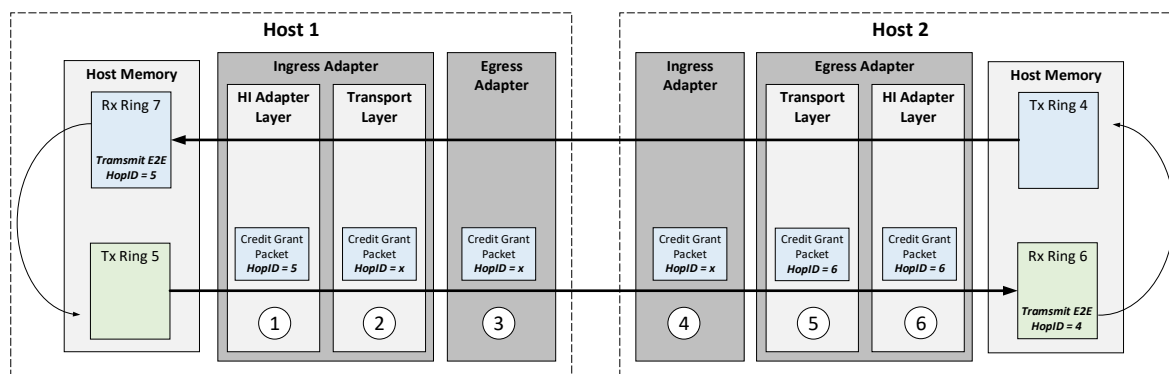 Host 1
Host Memory
Rx Ring 7
Tramsmit E2E
HopID = 5
Tx Ring 5
Ingress Adapter
HI Adapter
Layer
Transport
Layer
Egress
Adapter
Credit Grant
Packet
HopID = 5
Credit Grant
Packet
HopID = x
Credit Grant
Packet
HopID = x
1
2
3
Host 2
Ingress
Adapter
Egress Adapter
Transport
Layer
HI Adapter
Layer
Credit Grant
Packet
HopID = x
Credit Grant
Packet
HopID = 6
Credit Grant
Packet
HopID = 6
4
5
6
Host Memory
Tx Ring 4
Rx Ring 6
Tramsmit E2E
HopID = 4